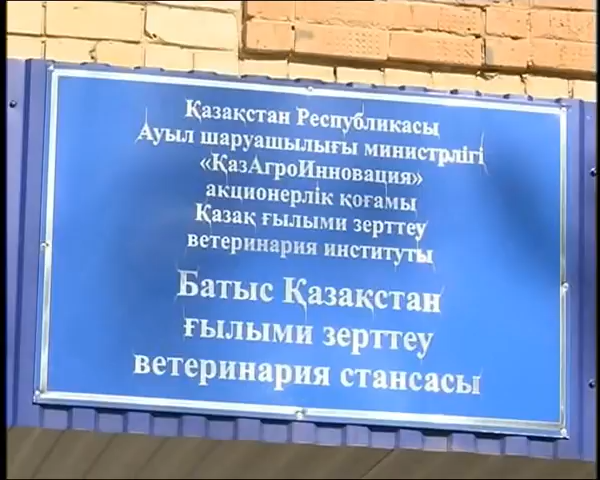 Қазақстан Республикасы
Ауыл шаруашылығы министрлігі
«ҚазАгроИнновация»
акционерлік қоғамы
Қазақ ғылыми зерттеу
ветеринария институты
Батыс Қазақстан
ғылыми зерттеу
ветеринария стансасы